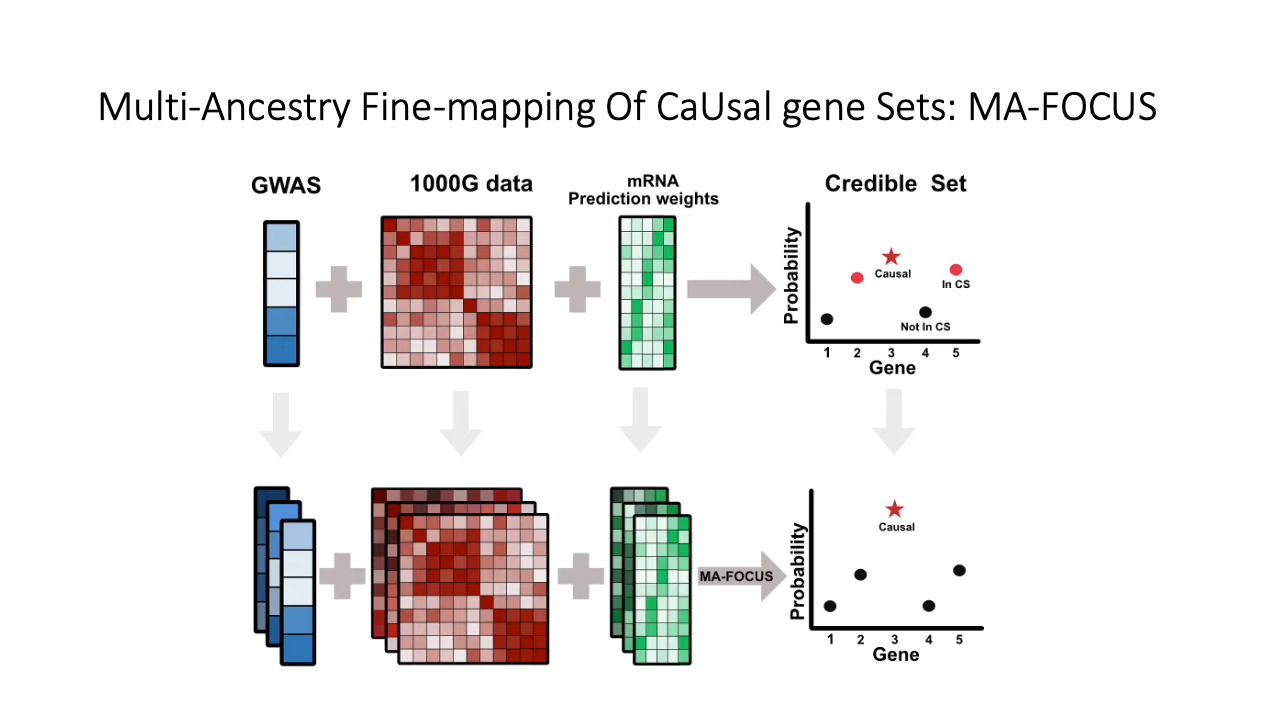 Multi-Ancestry Fine-mapping Of CaUsal gene Sets: MA-FOCUS
GWAS
1000G data
mRNA
Prediction weights
Credible Set
Probability
Causal
In CS
Not In CS
1 2 3 4 5
Gene
MA-FOCUS
Probability
Causal
1 2 3 4 5
Gene